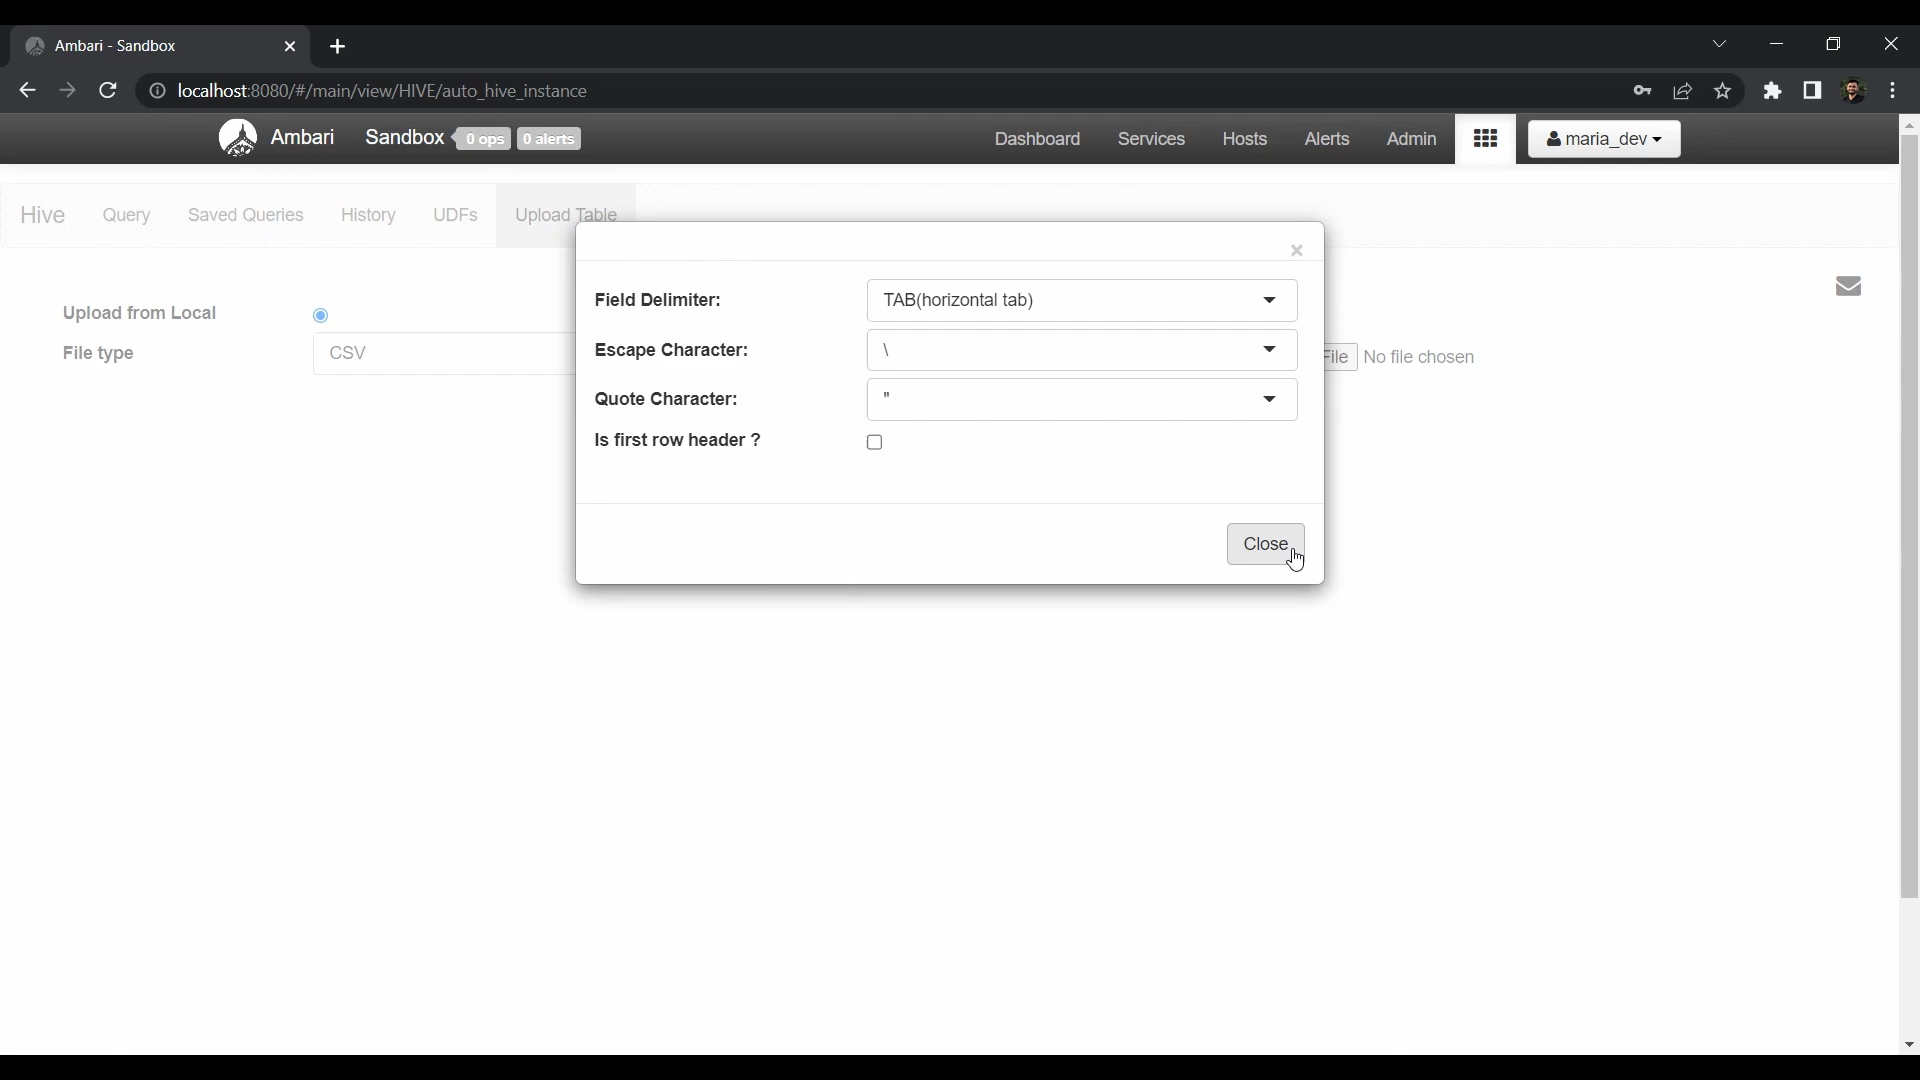 Ambari - Sandbox
localhost:8080/#/main/view/HIVE/auto_hive_instance
Ambari Sandbox 0 ops 0 alerts Dashboard Services Hosts Alerts Admin maria_dev
Hive Query Saved Queries History UDFs Upload Table
×
Field Delimiter: TAB(horizontal tab)
Upload from Local
Escape Character: \
File type CSV File No file chosen
Quote Character: "
Is first row header ?
Close